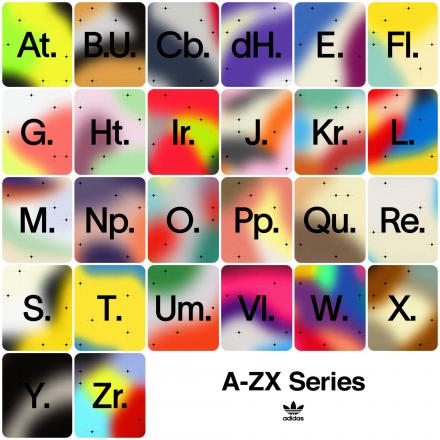 At. B.U. Cb. dH. E. Fl.
G. Ht. Ir. J. Kr. L.
M. Np. O. Pp. Qu. Re.
S. T. Um. Vl. W. X.
Y. Zr.
A-ZX Series
adidas